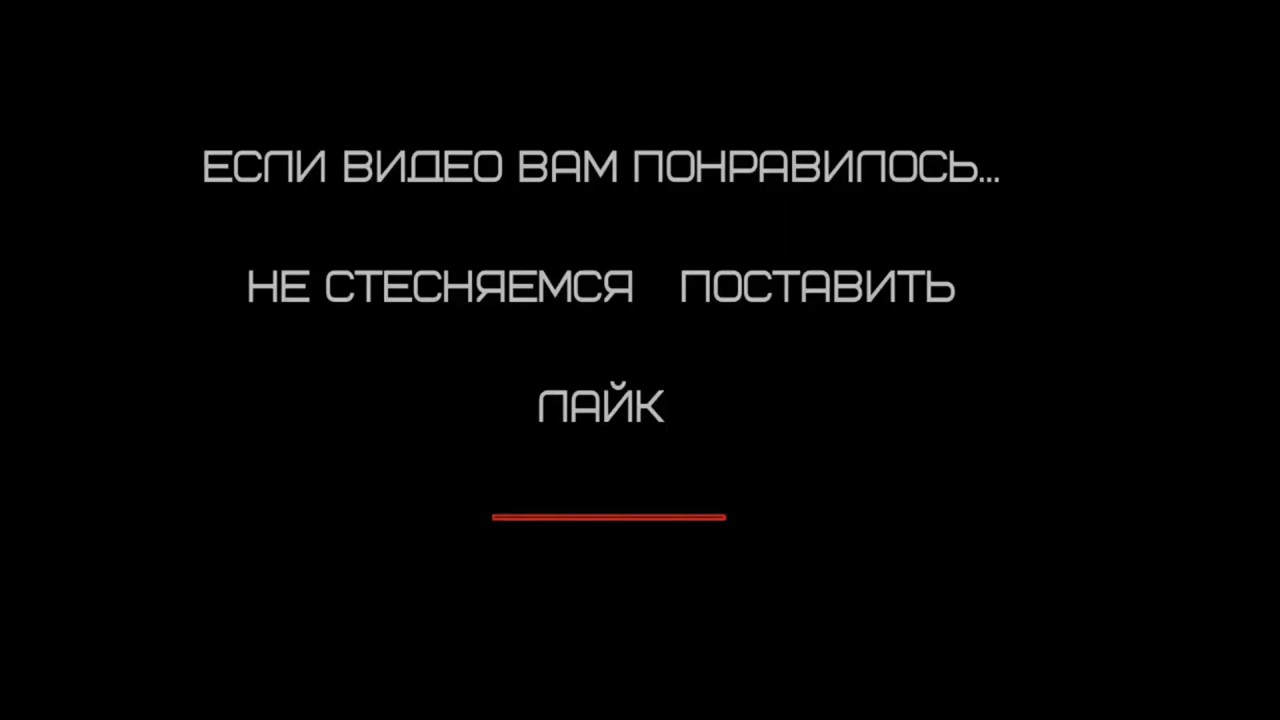 ЕСЛИ ВИДЕО ВАМ ПОНРАВИЛОСЬ...
НЕ СТЕСНЯЕМСЯ ПОСТАВИТЬ
ЛАЙК